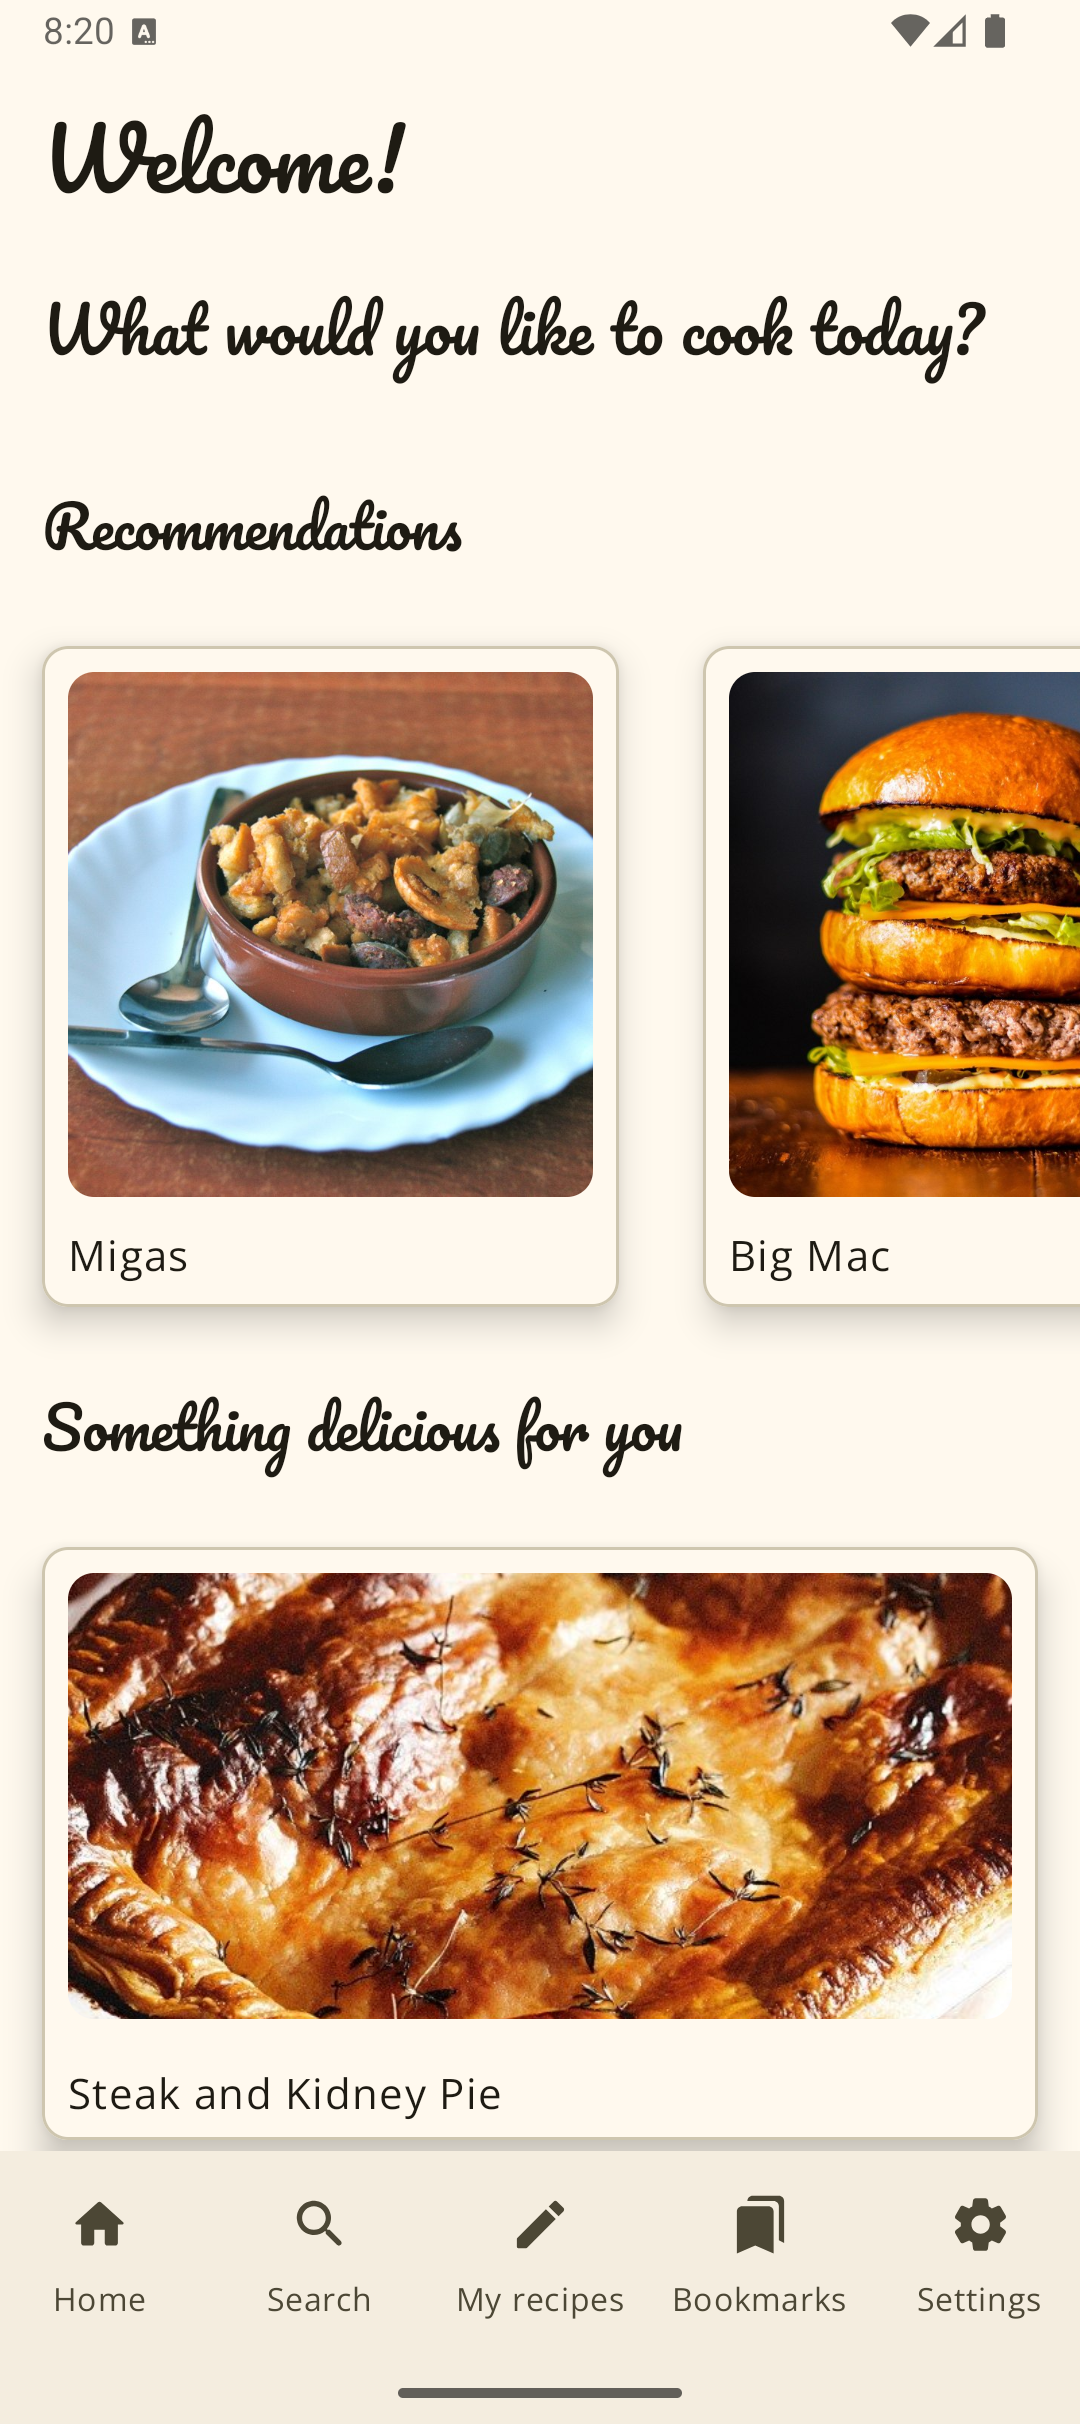 8:20
Welcome!
What would you like to cook today?
Recommendations
Migas
Big Mac
Something delicious for you
Steak and Kidney Pie
Home
Search
My recipes
Bookmarks
Settings